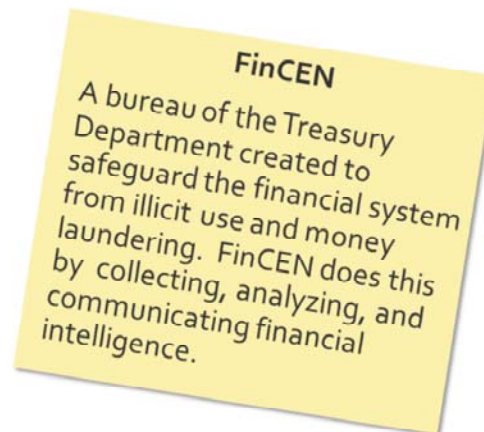 FinCEN
A bureau of the Treasury
Department created to
safeguard the financial system
from illicit use and money
laundering. FinCEN does this
by collecting, analyzing, and
communicating financial
intelligence.